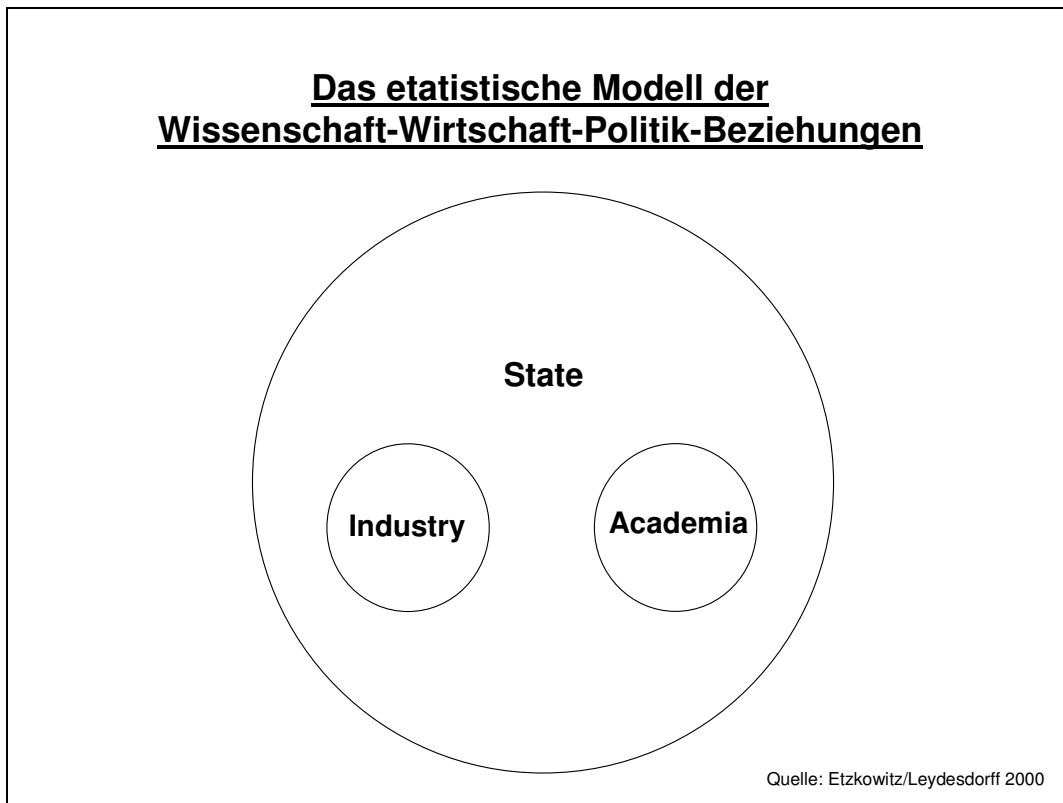 Das etatistische Modell der
Wissenschaft-Wirtschaft-Politik-Beziehungen
State
Industry
Academia
Quelle: Etzkowitz/Leydesdorff 2000